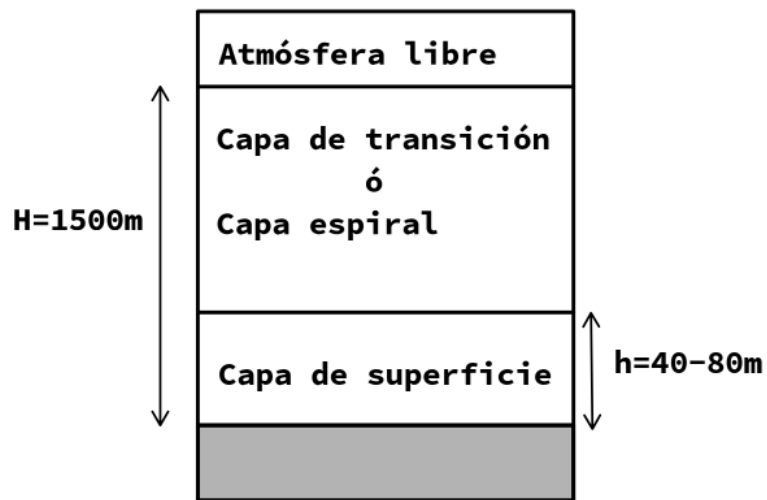 Atmósfera libre
Capa de transición
ó
Capa espiral
H=1500m
Capa de superficie
h=40-80m